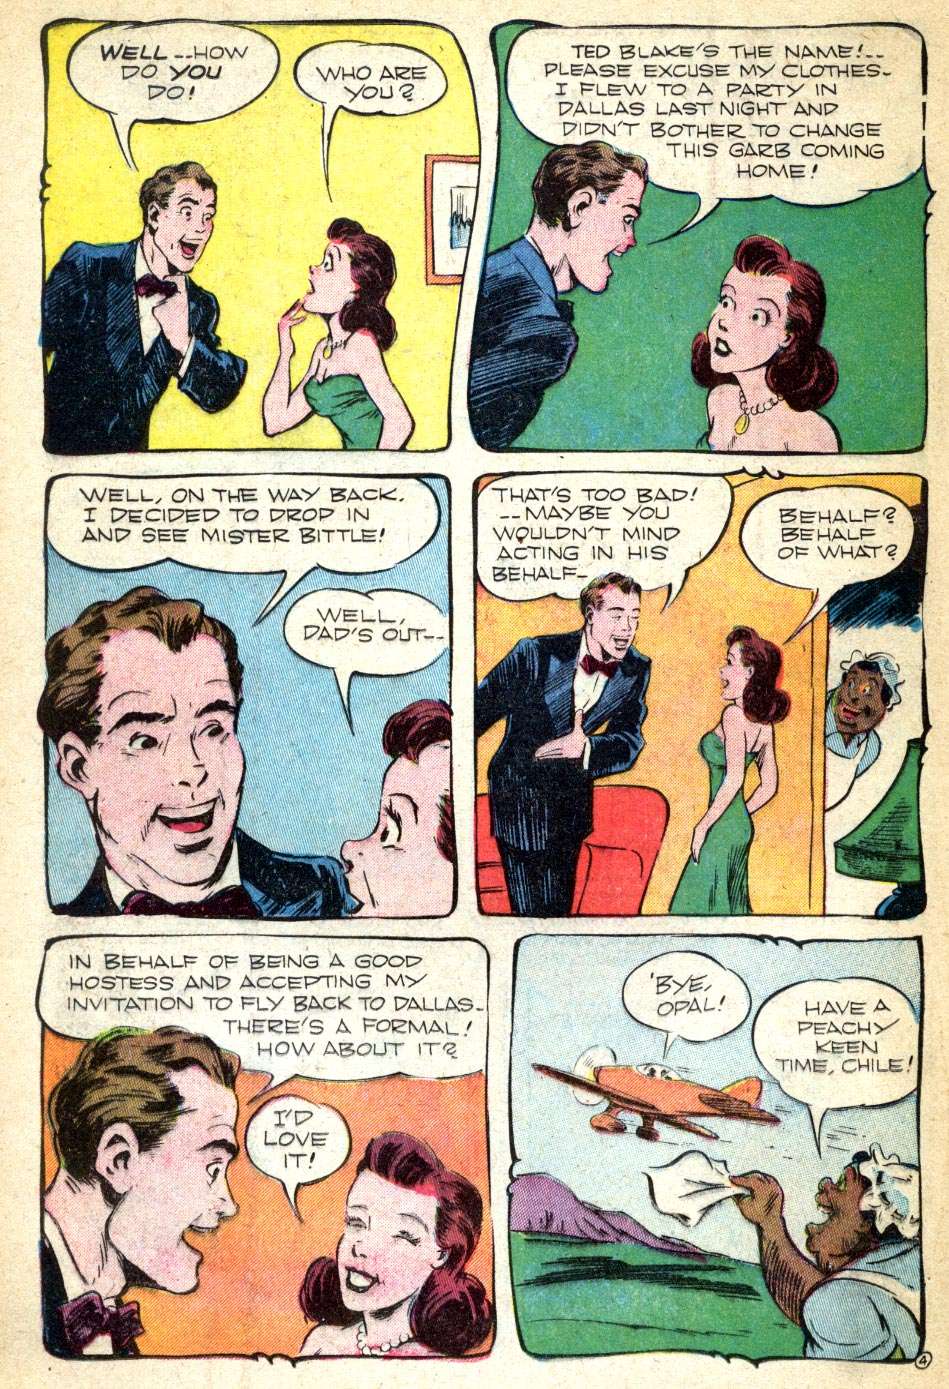 WELL--HOW
DO YOU
DO!
WHO ARE
YOU?
TED BLAKE'S THE NAME!--
PLEASE EXCUSE MY CLOTHES-
I FLEW TO A PARTY IN
DALLAS LAST NIGHT AND
DIDN'T BOTHER TO CHANGE
THIS GARB COMING
HOME!
WELL, ON THE WAY BACK,
I DECIDED TO DROP IN
AND SEE MISTER BITTLE!
WELL,
DAD'S OUT--
THAT'S TOO BAD!
--MAYBE YOU
WOULDN'T MIND
ACTING IN HIS
BEHALF-
BEHALF?
BEHALF
OF WHAT?
IN BEHALF OF BEING A GOOD
HOSTESS AND ACCEPTING MY
INVITATION TO FLY BACK TO DALLAS-
THERE'S A FORMAL!
HOW ABOUT IT?
I'D
LOVE
IT!
'BYE,
OPAL!
HAVE A
PEACHY
KEEN
TIME, CHILE!
4